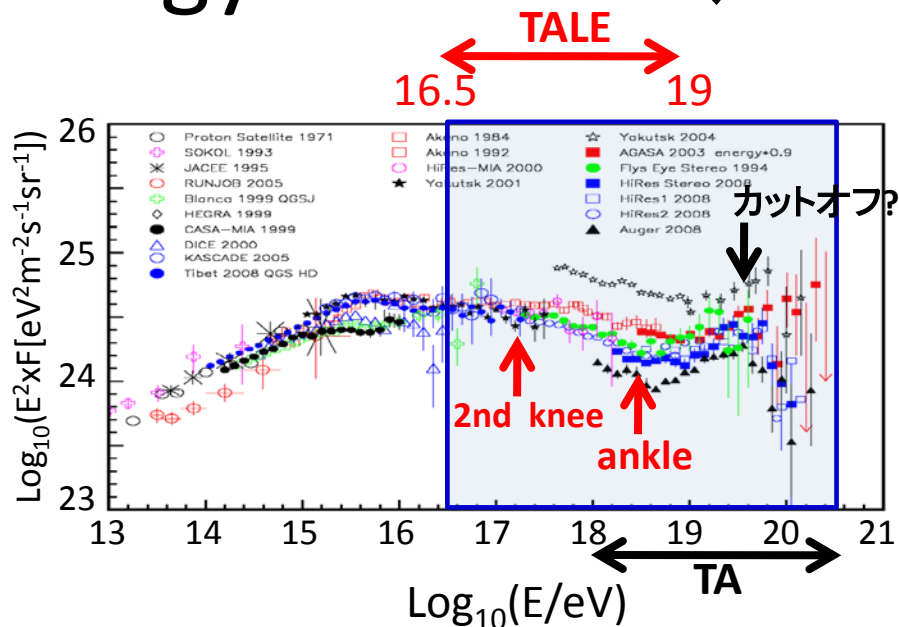 gy
TALE
16.5 19
26
25
24
23
Log10(E²xF[eV²m⁻²s⁻¹sr⁻¹])
Proton Satellite 1971
SOKOL 1993
JACEE 1995
RUNJOB 2005
Blanca 1999 QGSJ
HEGRA 1999
CASA-MIA 1999
DICE 2000
KASCADE 2005
Tibet 2008 QGS HD
Akeno 1984
Akeno 1992
HiRes-MIA 2000
Yakutsk 2001
Yakutsk 2004
AGASA 2003 energy*0.9
Flys Eye Stereo 1994
HiRes Stereo 2008
HiRes1 2008
HiRes2 2008
Auger 2008
カットオフ?
2nd knee
ankle
13 14 15 16 17 18 19 20 21
TA
Log10(E/eV)